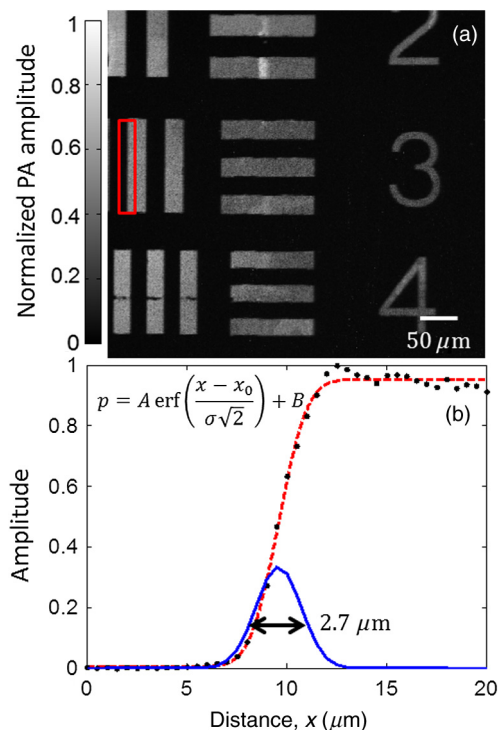 Normalized PA amplitude
1
0.8
0.6
0.4
0.2
0
(a)
2
3
4
50 μm
Amplitude
1
0.8
0.6
0.4
0.2
0
p = A erf(x − x₀ / σ√2) + B
(b)
2.7 μm
0 5 10 15 20
Distance, x (μm)